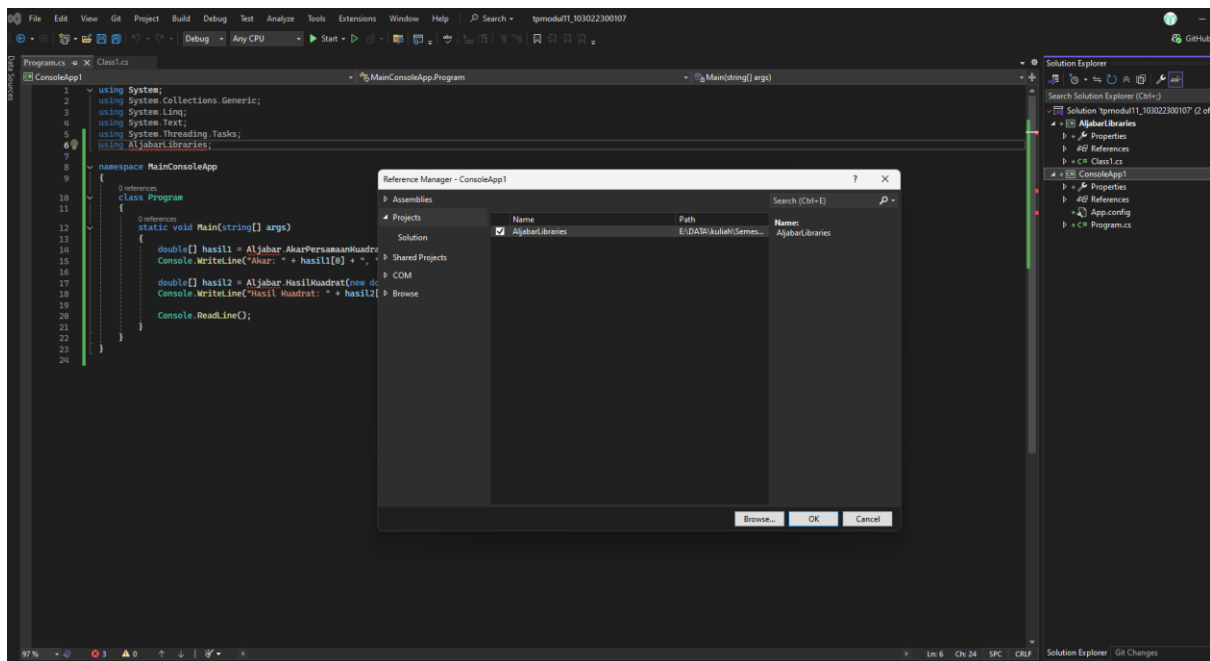 File Edit View Git Project Build Debug Test Analyze Tools Extensions Window Help Search tpmodul11_103022300107
Debug Any CPU Start GitHub
Data Sources
Program.cs Class1.cs
ConsoleApp1 MainConsoleApp.Program Main(string[] args)
1 using System;
2 using System.Collections.Generic;
3 using System.Linq;
4 using System.Text;
5 using System.Threading.Tasks;
6 using AljabarLibraries;
7
8 namespace MainConsoleApp
9 {
0 references
10 class Program
11 {
0 references
12 static void Main(string[] args)
13 {
14 double[] hasil1 = Aljabar.AkarPersamaanKuadra
15 Console.WriteLine("Akar: " + hasil1[0] + ", "
16
17 double[] hasil2 = Aljabar.HasilKuadrat(new do
18 Console.WriteLine("Hasil Kuadrat: " + hasil2[
19
20 Console.ReadLine();
21 }
22 }
23 }
24
Reference Manager - ConsoleApp1 ? X
Assemblies
Projects
Solution
Shared Projects
COM
Browse
Name Path
AljabarLibraries E:\DATA\kuliah\Semes...
Search (Ctrl+E)
Name:
AljabarLibraries
Browse... OK Cancel
Solution Explorer
Search Solution Explorer (Ctrl+;)
Solution 'tpmodul11_103022300107' (2 of
AljabarLibraries
Properties
References
C# Class1.cs
ConsoleApp1
Properties
References
App.config
C# Program.cs
97 % 3 0 Ln: 6 Ch: 24 SPC CRLF
Solution Explorer Git Changes